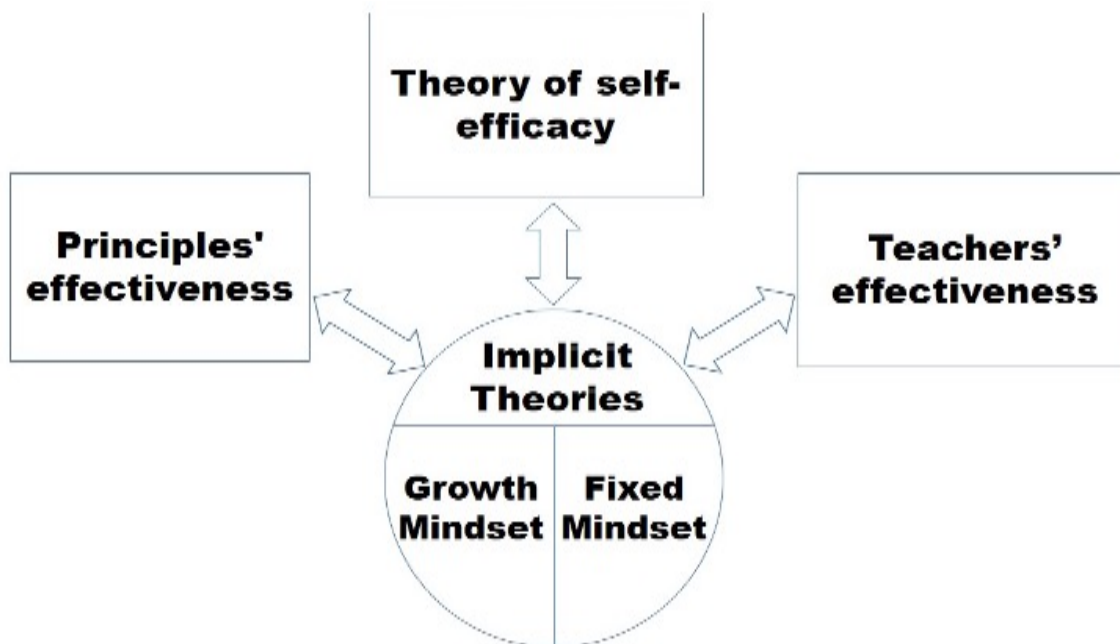 Theory of self-
efficacy
Principles'
effectiveness
Teachers’
effectiveness
Implicit
Theories
Growth
Mindset
Fixed
Mindset